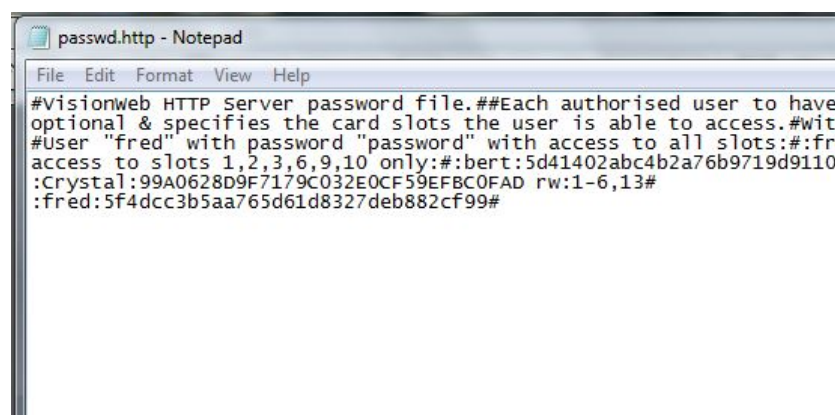 passwd.http - Notepad
File Edit Format View Help
#VisionWeb HTTP Server password file.##Each authorised user to have
optional & specifies the card slots the user is able to access.#wit
#User "fred" with password "password" with access to all slots:#:fr
access to slots 1,2,3,6,9,10 only:#:bert:5d41402abc4b2a76b9719d9110
:Crystal:99A0628D9F7179C032E0CF59EFBC0FAD rw:1-6,13#
:fred:5f4dcc3b5aa765d61d8327deb882cf99#